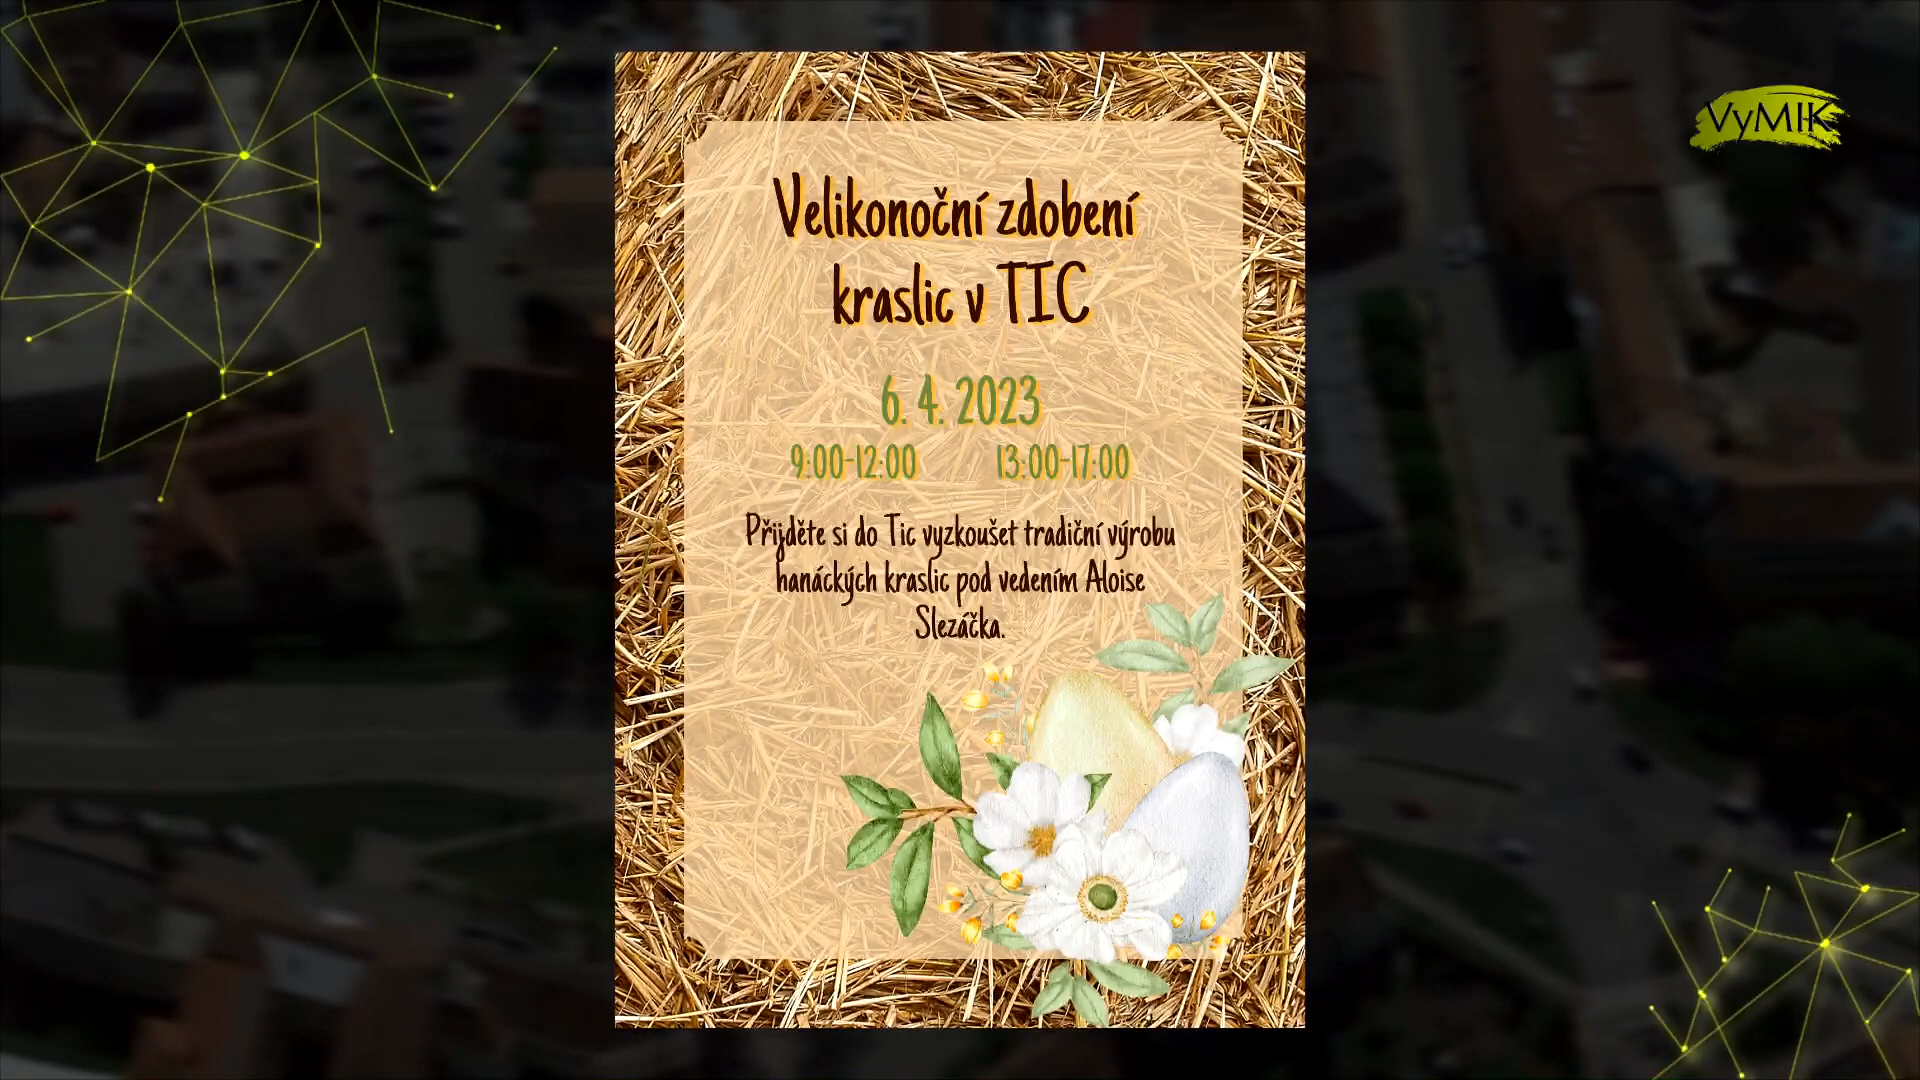 VyMIK
Velikonoční zdobení
kraslic v TIC
6. 4. 2023
9:00-12:00 13:00-17:00
Přijděte si do Tic vyzkoušet tradiční výrobu
hanáckých kraslic pod vedením Aloise
Slezáčka.